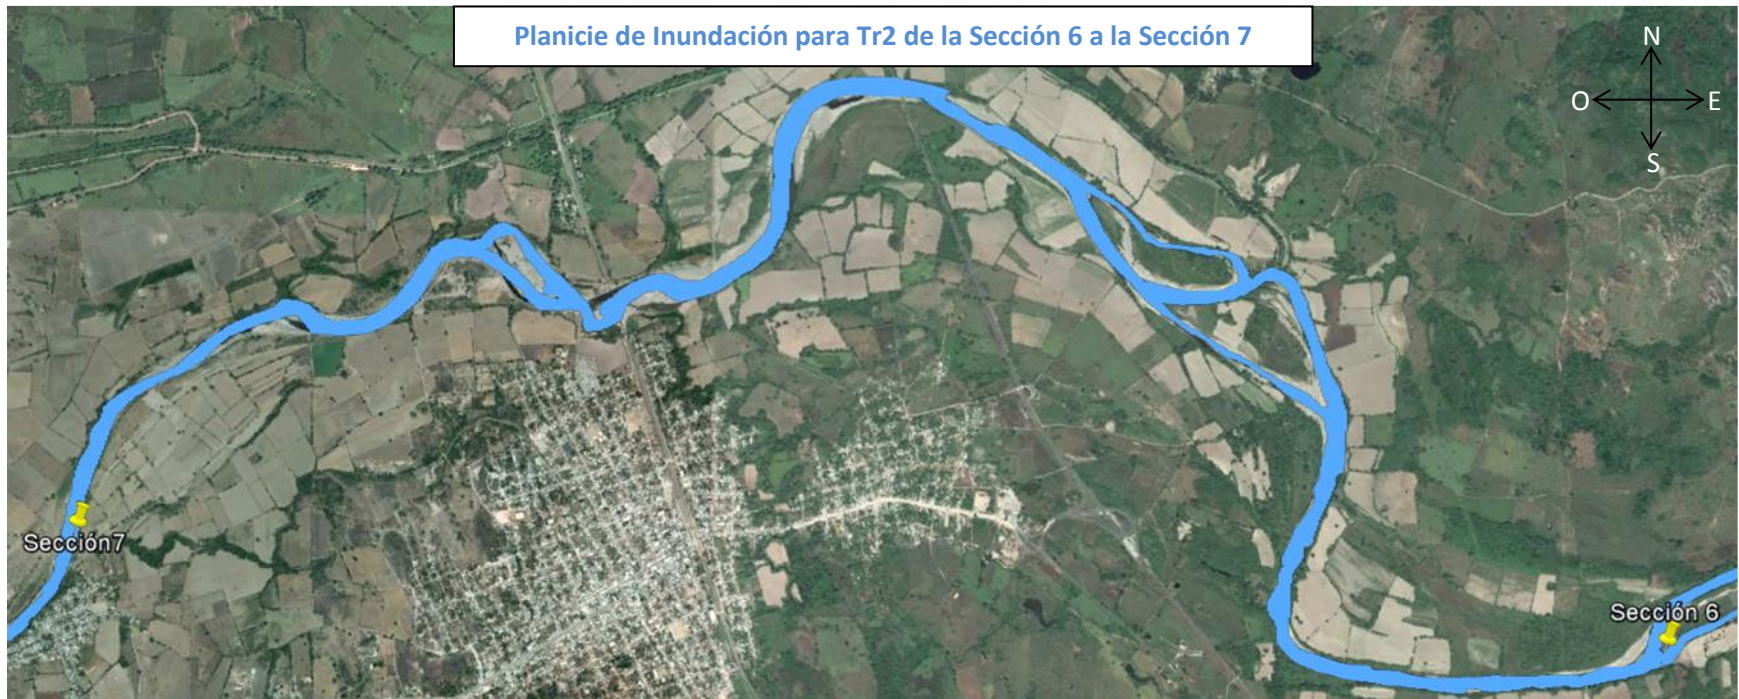 Planicie de Inundación para Tr2 de la Sección 6 a la Sección 7
N
O E
S
Sección7
Sección 6